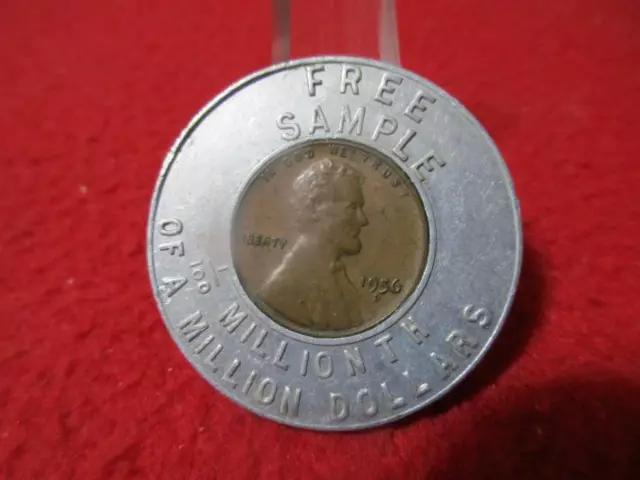 FREE
SAMPLE
1/100 MILLIONTH
OF A MILLION DOLLARS
IN GOD WE TRUST
LIBERTY
1956
D